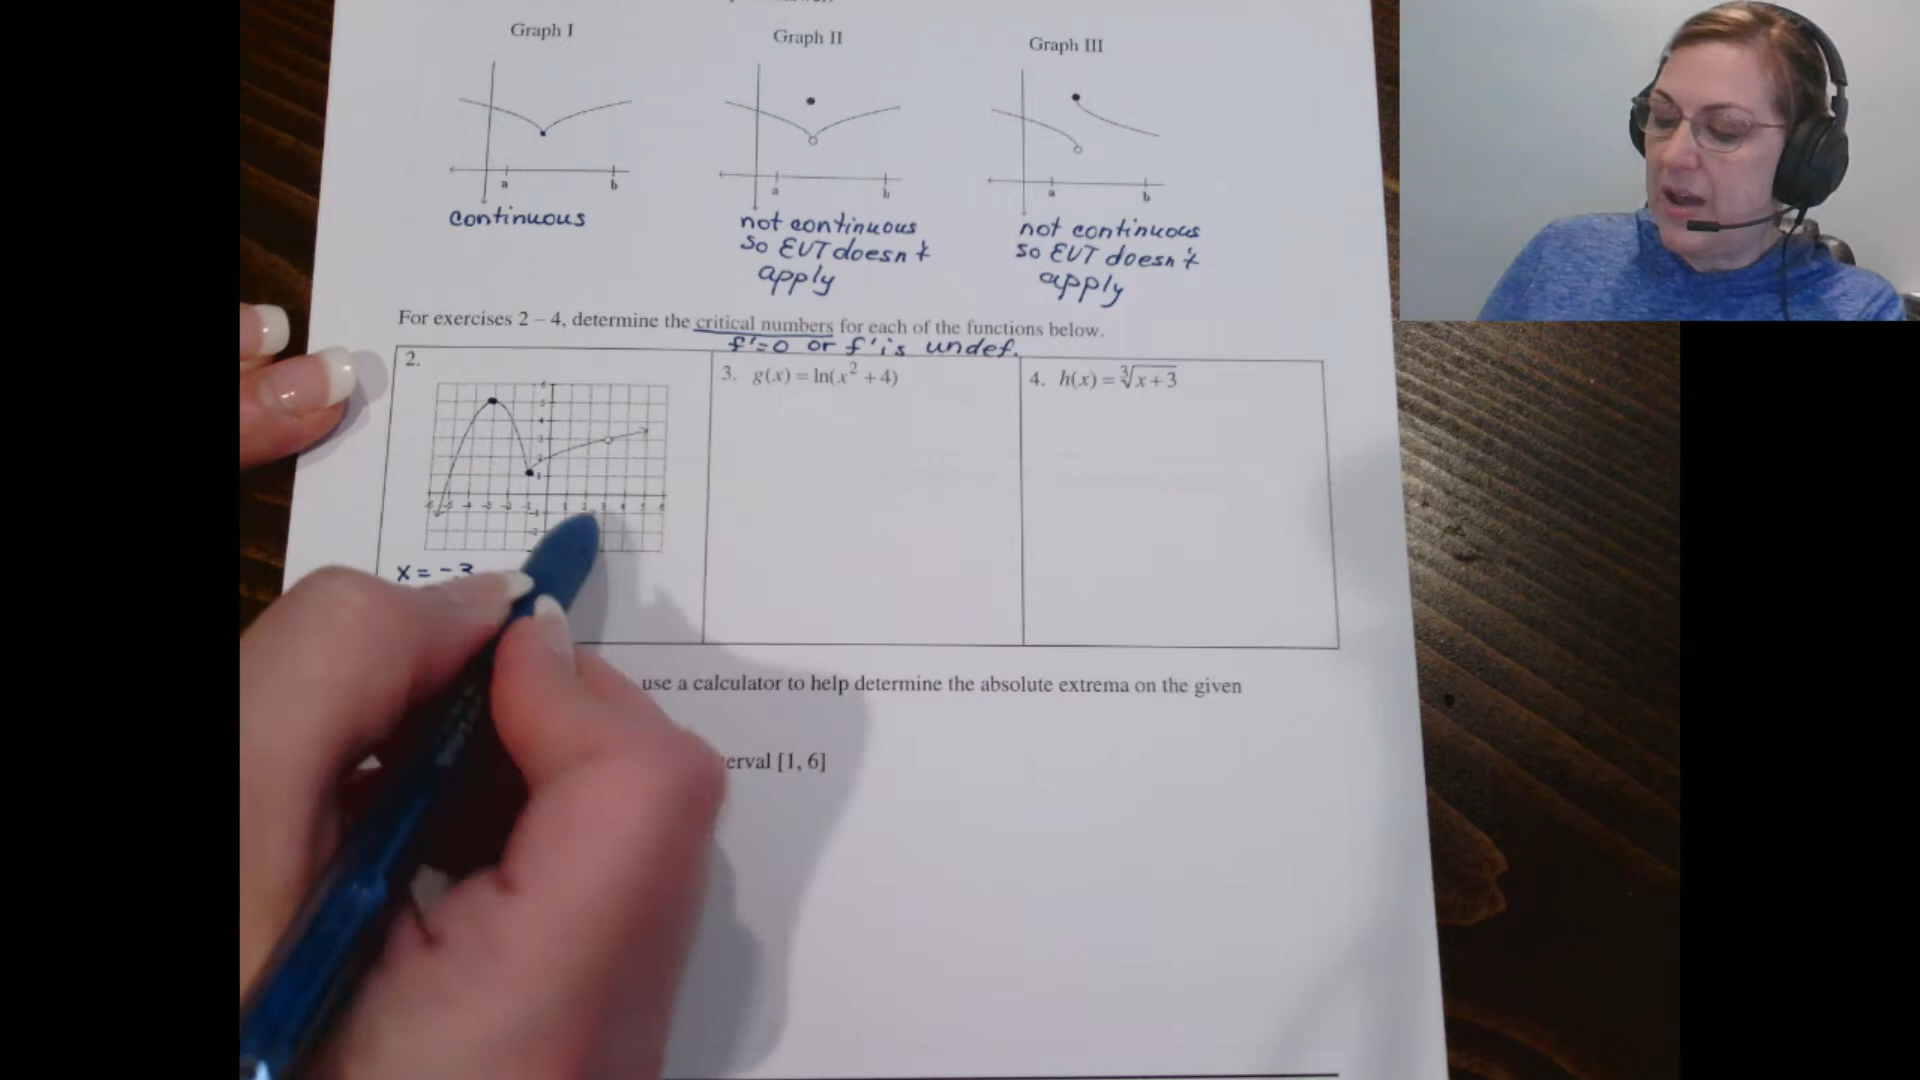 Graph I
Graph II
Graph III
a b
a b
a b
continuous
not continuous
so EVT doesn't
apply
not continuous
so EVT doesn't
apply
For exercises 2 – 4, determine the critical numbers for each of the functions below.
f'=0 or f' is undef.
2.
3. g(x) = ln(x² + 4)
4. h(x) = ∛x+3
x = -3
use a calculator to help determine the absolute extrema on the given
erval [1, 6]